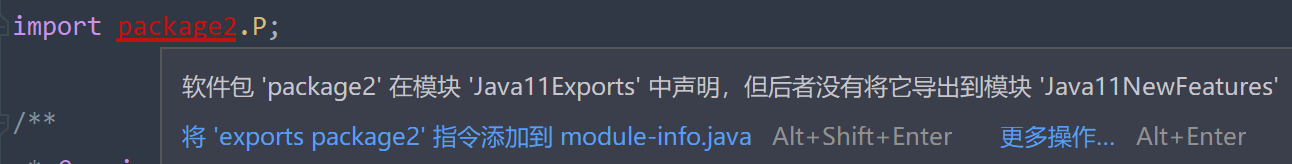 import package2.P;
软件包 'package2' 在模块 'Java11Exports' 中声明，但后者没有将它导出到模块 'Java11NewFeatures'
/**
将 'exports package2' 指令添加到 module-info.java Alt+Shift+Enter 更多操作... Alt+Enter